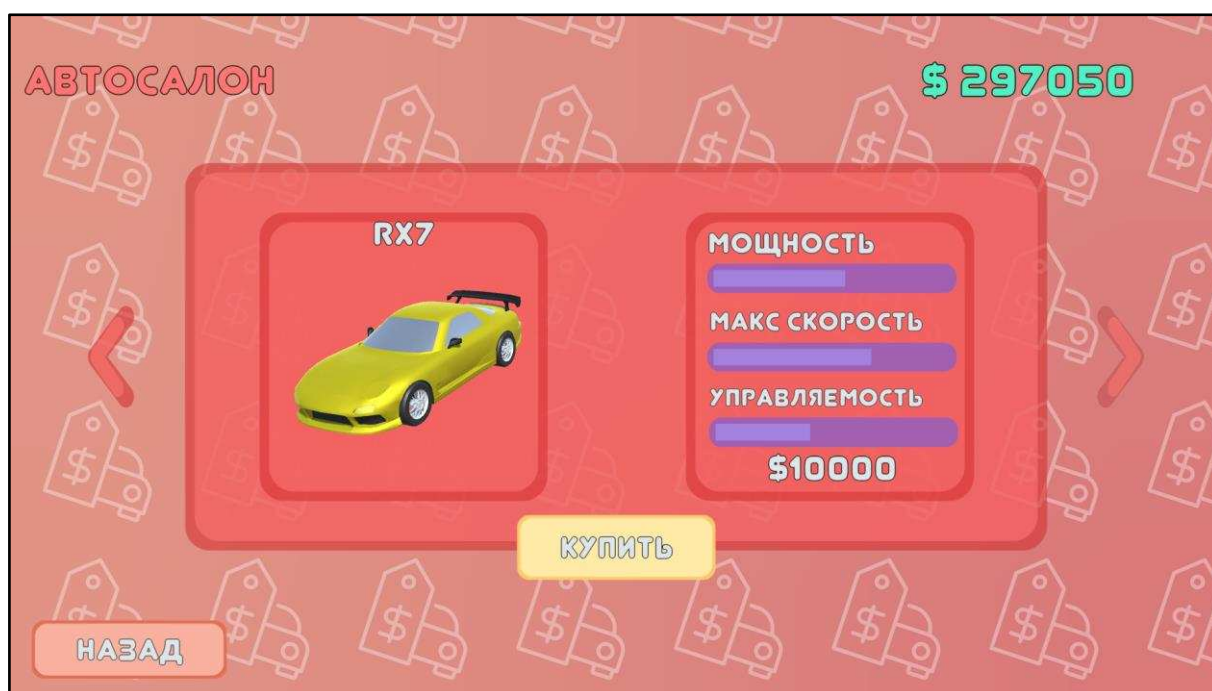 АВТОСАЛОН
$ 297050
RX7
МОЩНОСТЬ
МАКС СКОРОСТЬ
УПРАВЛЯЕМОСТЬ
$10000
КУПИТЬ
НАЗАД